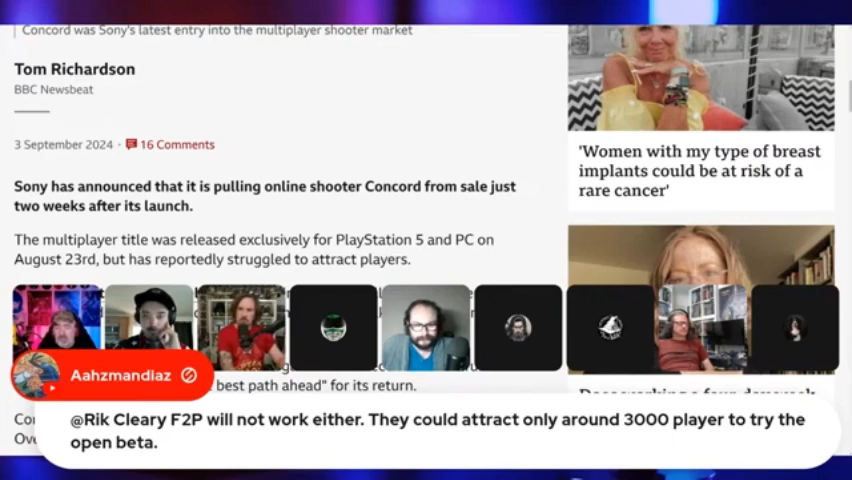 Concord was Sony's latest entry into the multiplayer shooter market
Tom Richardson
BBC Newsbeat
3 September 2024 · 16 Comments
Sony has announced that it is pulling online shooter Concord from sale just
two weeks after its launch.
The multiplayer title was released exclusively for PlayStation 5 and PC on
August 23rd, but has reportedly struggled to attract players.
best path ahead" for its return.
'Women with my type of breast
implants could be at risk of a
rare cancer'
Aahzmandiaz
@Rik Cleary F2P will not work either. They could attract only around 3000 player to try the
open beta.